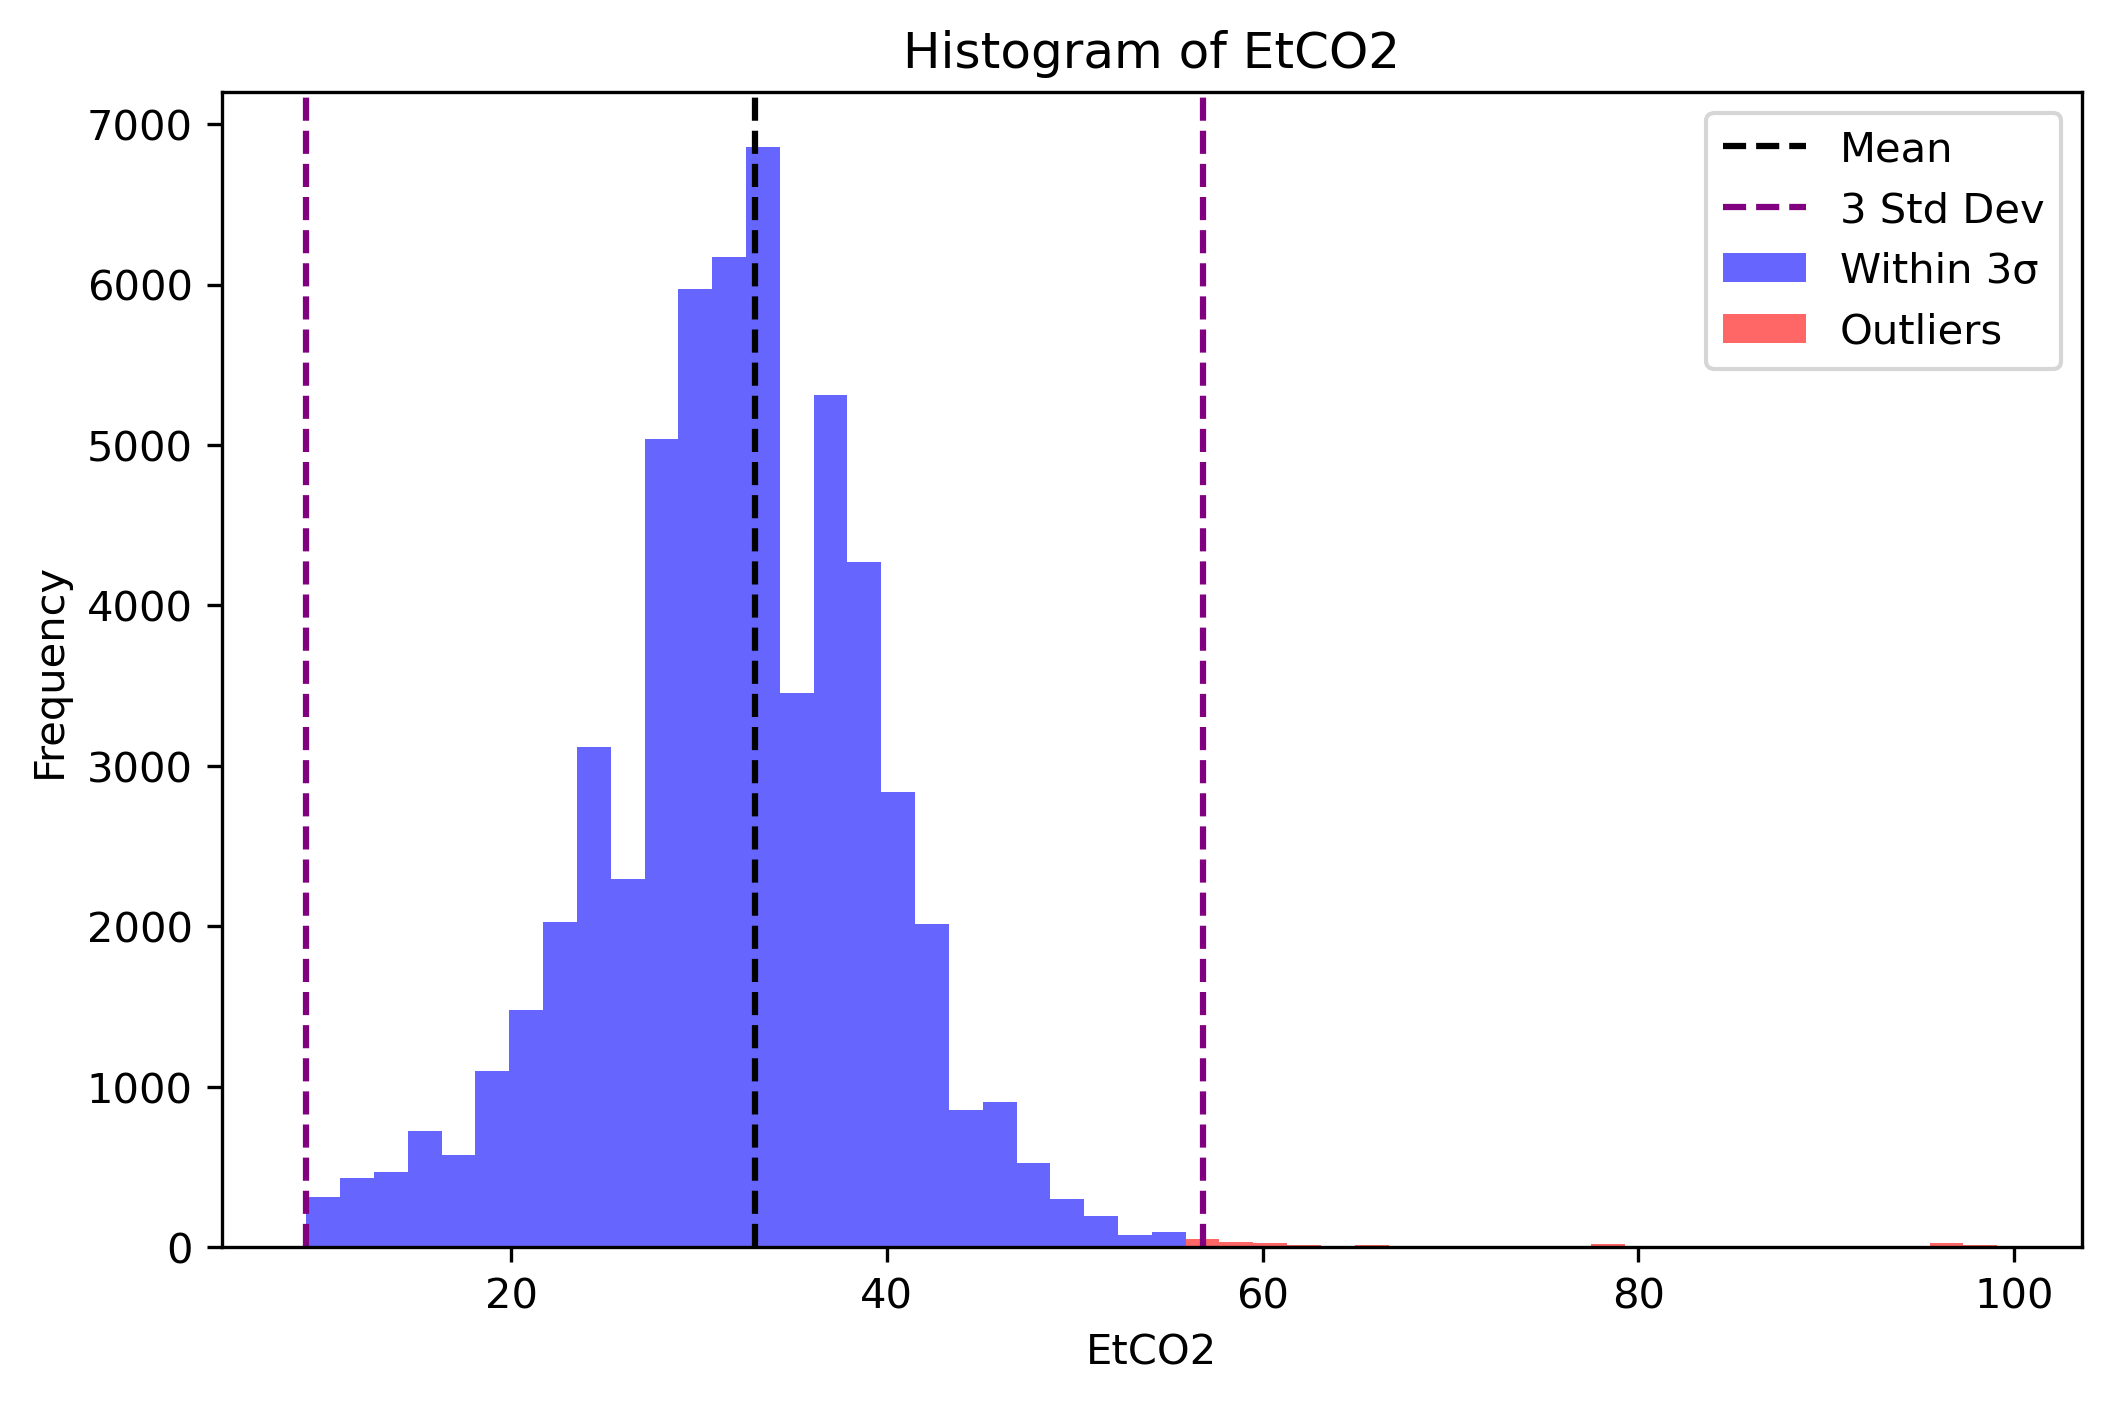 Histogram of EtCO2
7000
6000
5000
4000
3000
2000
1000
0
Frequency
Mean
3 Std Dev
Within 3σ
Outliers
20
40
60
80
100
EtCO2